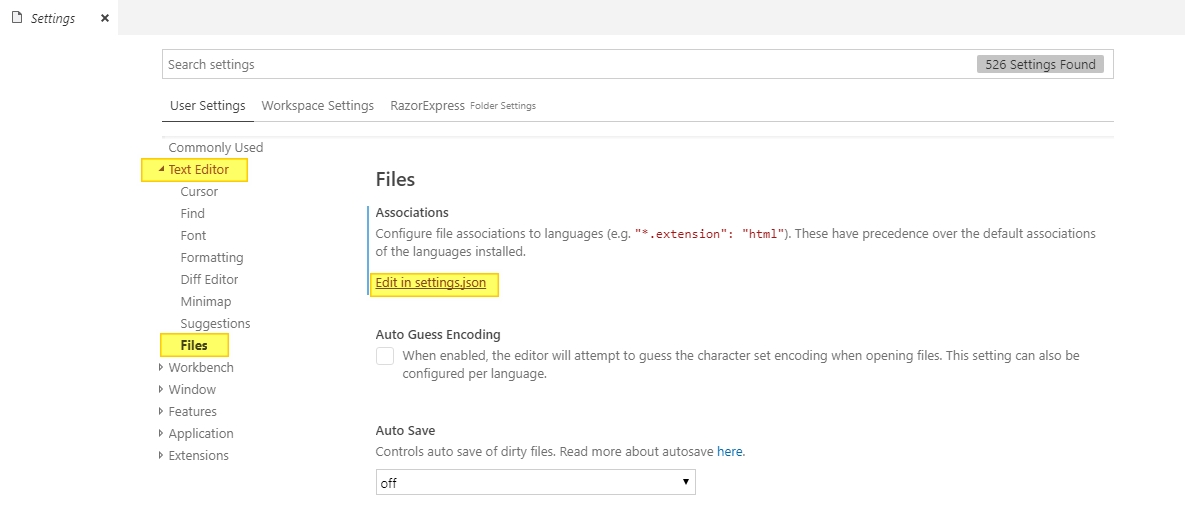 Settings
Search settings
526 Settings Found
User Settings Workspace Settings RazorExpress Folder Settings
Commonly Used
Text Editor
Cursor
Find
Font
Formatting
Diff Editor
Minimap
Suggestions
Files
Workbench
Window
Features
Application
Extensions
Files
Associations
Configure file associations to languages (e.g. "*.extension": "html"). These have precedence over the default associations
of the languages installed.
Edit in settings.json
Auto Guess Encoding
When enabled, the editor will attempt to guess the character set encoding when opening files. This setting can also be
configured per language.
Auto Save
Controls auto save of dirty files. Read more about autosave here.
off